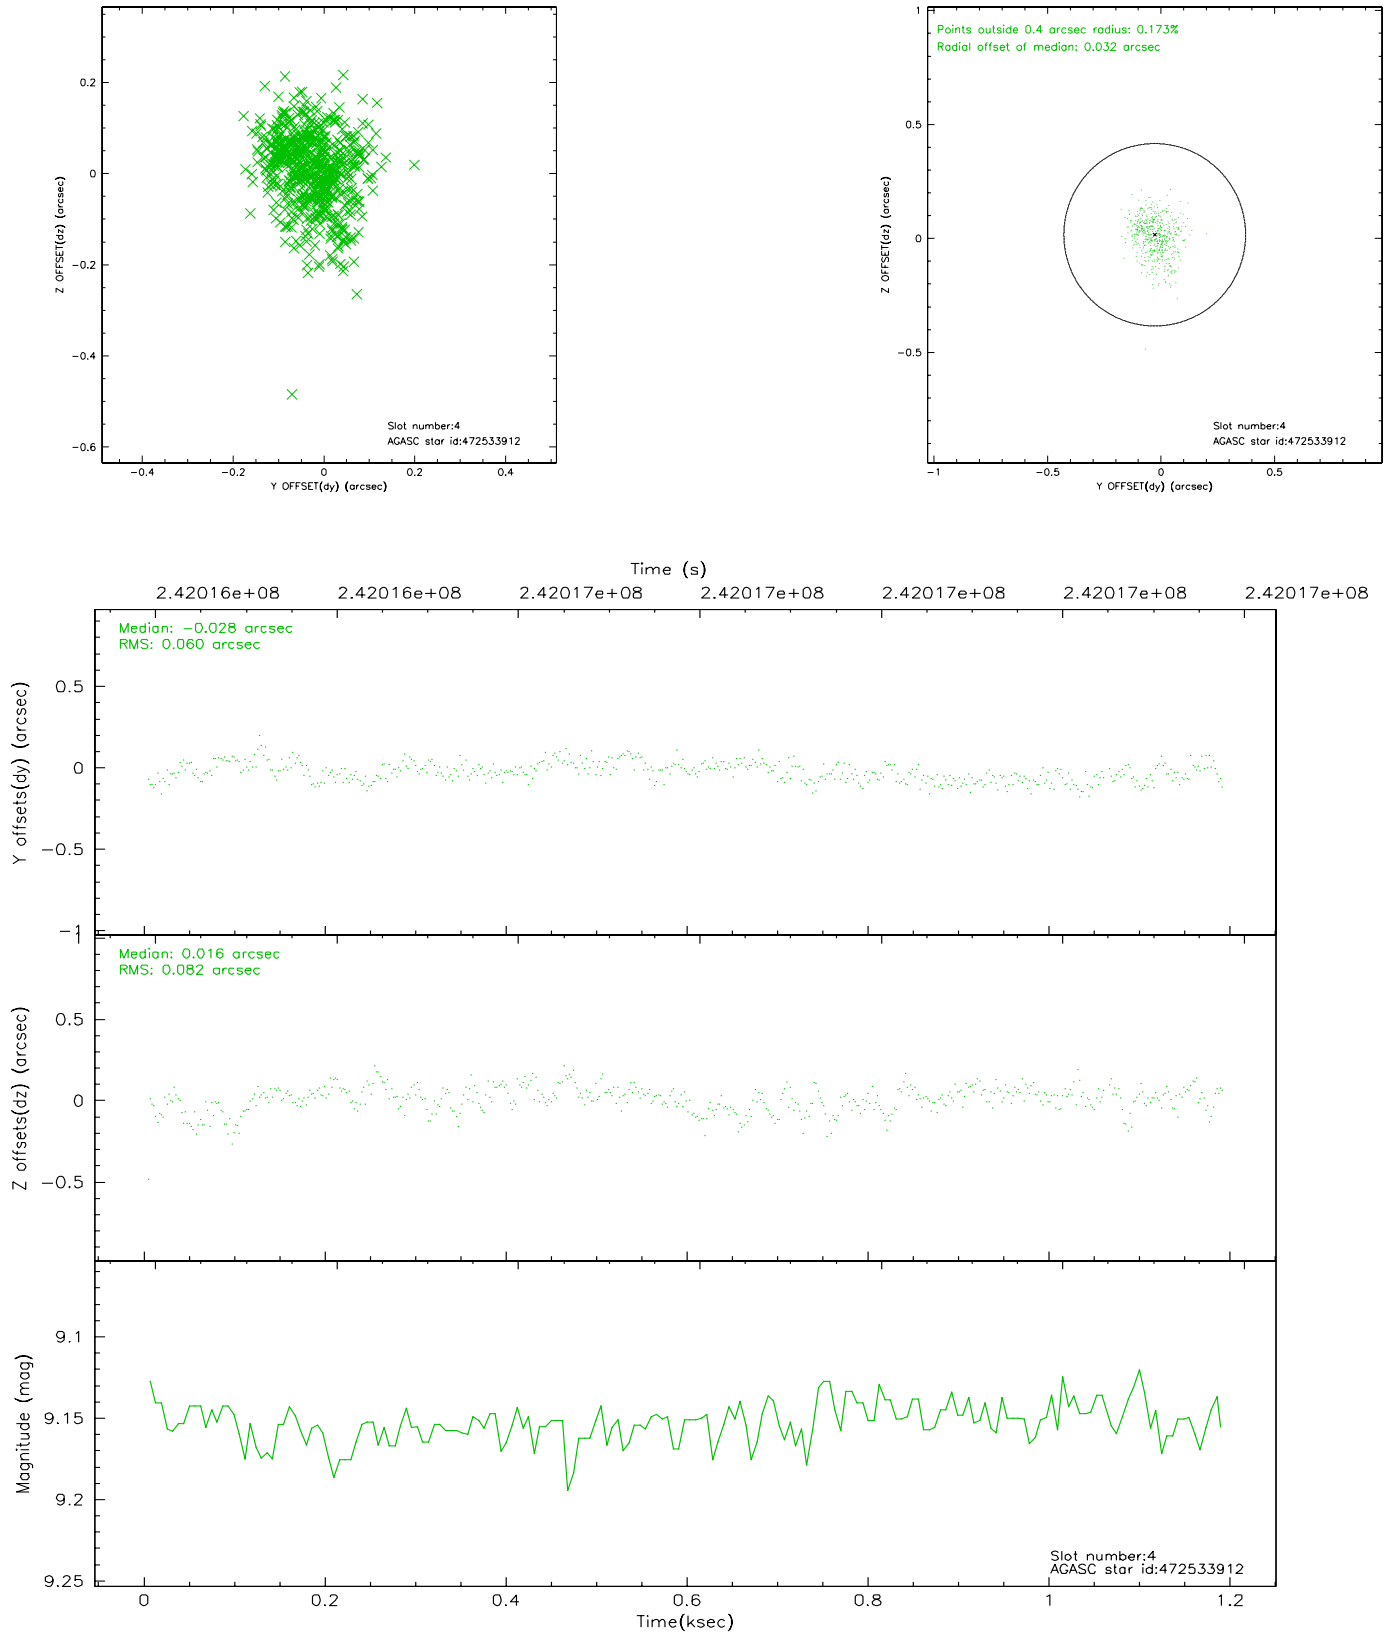 0.2
0
−0.2
−0.4
−0.6
Z OFFSET(dz) (arcsec)
−0.4 −0.2 0 0.2 0.4
Y OFFSET(dy) (arcsec)
Slot number:4
AGASC star id:472533912
Points outside 0.4 arcsec radius: 0.173%
Radial offset of median: 0.032 arcsec
1
0.5
0
−0.5
Z OFFSET(dz) (arcsec)
−1 −0.5 0 0.5
Y OFFSET(dy) (arcsec)
Slot number:4
AGASC star id:472533912
Time (s)
2.42016e+08 2.42016e+08 2.42017e+08 2.42017e+08 2.42017e+08 2.42017e+08 2.42017e+08
Median: −0.028 arcsec
RMS: 0.060 arcsec
0.5
0
−0.5
−1
Y offsets(dy) (arcsec)
Median: 0.016 arcsec
RMS: 0.082 arcsec
1
0.5
0
−0.5
Z offsets(dz) (arcsec)
9.1
9.15
9.2
9.25
Magnitude (mag)
Slot number:4
AGASC star id:472533912
0 0.2 0.4 0.6 0.8 1 1.2
Time(ksec)